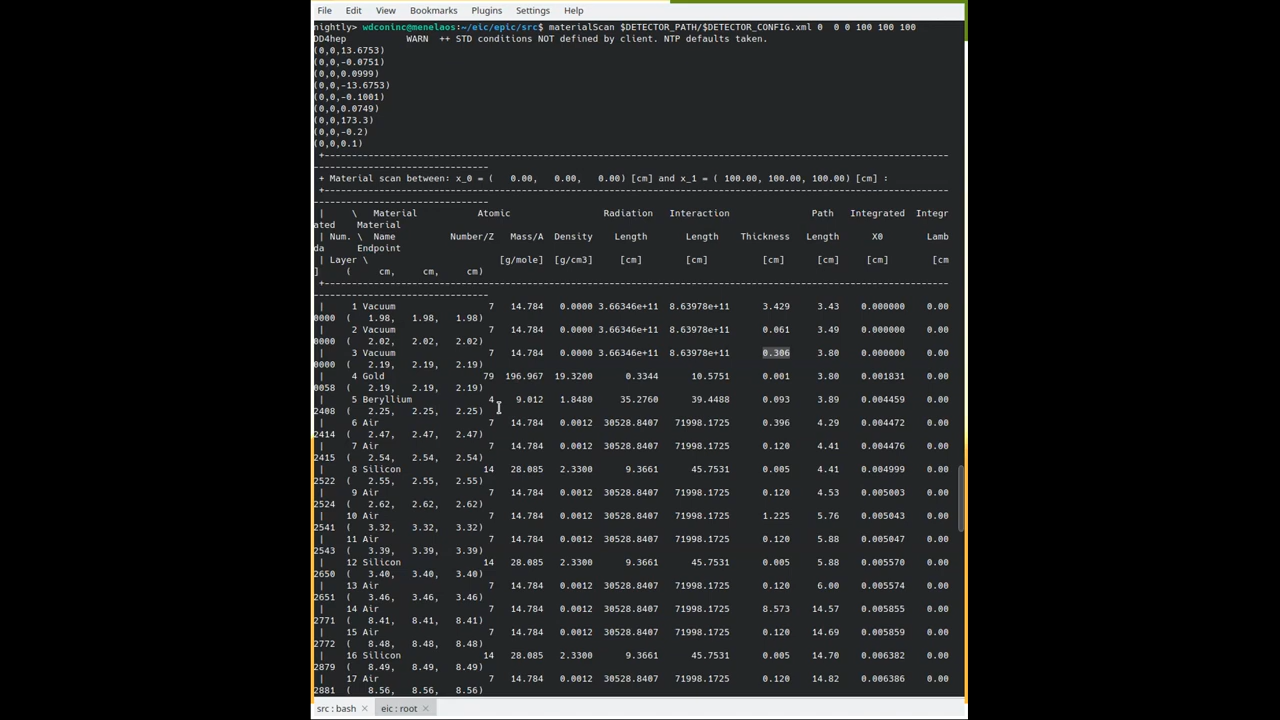 File Edit View Bookmarks Plugins Settings Help
nightly> wdconinc@menelaos:~/eic/epic/src$ materialScan $DETECTOR_PATH/$DETECTOR_CONFIG.xml 0  0 0 100 100 100
DD4hep          WARN  ++ STD conditions NOT defined by client. NTP defaults taken.
(0,0,13.6753)
(0,0,-0.0751)
(0,0,0.0999)
(0,0,-13.6753)
(0,0,-0.1001)
(0,0,0.0749)
(0,0,173.3)
(0,0,-0.2)
(0,0,0.1)
+ Material scan between: x_0 = (   0.00,   0.00,   0.00) [cm] and x_1 = ( 100.00, 100.00, 100.00) [cm] :
|     \   Material          Atomic                 Radiation   Interaction               Path   Integrated  Integr
ated    Material
| Num. \  Name          Number/Z   Mass/A  Density    Length       Length    Thickness   Length      X0        Lamb
da      Endpoint
| Layer \                        [g/mole]  [g/cm3]     [cm]        [cm]          [cm]      [cm]     [cm]         [cm
]     (     cm,     cm,     cm)
|     1 Vacuum                 7   14.784   0.0000 3.66346e+11  8.63978e+11      3.429     3.43    0.000000    0.00
0000  (   1.98,   1.98,   1.98)
|     2 Vacuum                 7   14.784   0.0000 3.66346e+11  8.63978e+11      0.061     3.49    0.000000    0.00
0000  (   2.02,   2.02,   2.02)
|     3 Vacuum                 7   14.784   0.0000 3.66346e+11  8.63978e+11      0.306     3.80    0.000000    0.00
0000  (   2.19,   2.19,   2.19)
|     4 Gold                  79  196.967  19.3200      0.3344      10.5751      0.001     3.80    0.001831    0.00
0058  (   2.19,   2.19,   2.19)
|     5 Beryllium              4    9.012   1.8480     35.2760      39.4488      0.093     3.89    0.004459    0.00
2408  (   2.25,   2.25,   2.25)
|     6 Air                    7   14.784   0.0012  30528.8407   71998.1725      0.396     4.29    0.004472    0.00
2414  (   2.47,   2.47,   2.47)
|     7 Air                    7   14.784   0.0012  30528.8407   71998.1725      0.120     4.41    0.004476    0.00
2415  (   2.54,   2.54,   2.54)
|     8 Silicon               14   28.085   2.3300      9.3661      45.7531      0.005     4.41    0.004999    0.00
2522  (   2.55,   2.55,   2.55)
|     9 Air                    7   14.784   0.0012  30528.8407   71998.1725      0.120     4.53    0.005003    0.00
2524  (   2.62,   2.62,   2.62)
|    10 Air                    7   14.784   0.0012  30528.8407   71998.1725      1.225     5.76    0.005043    0.00
2541  (   3.32,   3.32,   3.32)
|    11 Air                    7   14.784   0.0012  30528.8407   71998.1725      0.120     5.88    0.005047    0.00
2543  (   3.39,   3.39,   3.39)
|    12 Silicon               14   28.085   2.3300      9.3661      45.7531      0.005     5.88    0.005570    0.00
2650  (   3.40,   3.40,   3.40)
|    13 Air                    7   14.784   0.0012  30528.8407   71998.1725      0.120     6.00    0.005574    0.00
2651  (   3.46,   3.46,   3.46)
|    14 Air                    7   14.784   0.0012  30528.8407   71998.1725      8.573    14.57    0.005855    0.00
2771  (   8.41,   8.41,   8.41)
|    15 Air                    7   14.784   0.0012  30528.8407   71998.1725      0.120    14.69    0.005859    0.00
2772  (   8.48,   8.48,   8.48)
|    16 Silicon               14   28.085   2.3300      9.3661      45.7531      0.005    14.70    0.006382    0.00
2879  (   8.49,   8.49,   8.49)
|    17 Air                    7   14.784   0.0012  30528.8407   71998.1725      0.120    14.82    0.006386    0.00
2881  (   8.56,   8.56,   8.56)
src : bash eic : root